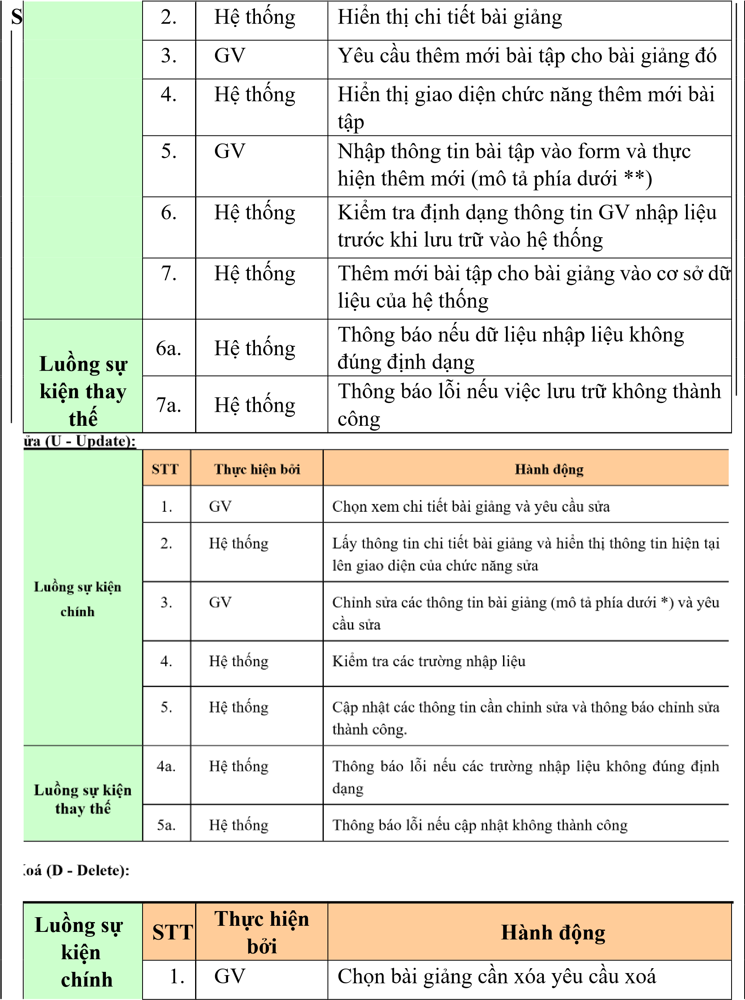 S
2. Hệ thống Hiển thị chi tiết bài giảng
3. GV Yêu cầu thêm mới bài tập cho bài giảng đó
4. Hệ thống Hiển thị giao diện chức năng thêm mới bài
tập
5. GV Nhập thông tin bài tập vào form và thực
hiện thêm mới (mô tả phía dưới **)
6. Hệ thống Kiểm tra định dạng thông tin GV nhập liệu
trước khi lưu trữ vào hệ thống
7. Hệ thống Thêm mới bài tập cho bài giảng vào cơ sở dữ
liệu của hệ thống
Luồng sự
kiện thay
thế
6a. Hệ thống Thông báo nếu dữ liệu nhập liệu không
đúng định dạng
7a. Hệ thống Thông báo lỗi nếu việc lưu trữ không thành
công
ửa (U - Update):
Luồng sự kiện
chính
STT Thực hiện bởi Hành động
1. GV Chọn xem chi tiết bài giảng và yêu cầu sửa
2. Hệ thống Lấy thông tin chi tiết bài giảng và hiển thị thông tin hiện tại
lên giao diện của chức năng sửa
3. GV Chỉnh sửa các thông tin bài giảng (mô tả phía dưới *) và yêu
cầu sửa
4. Hệ thống Kiểm tra các trường nhập liệu
5. Hệ thống Cập nhật các thông tin cần chỉnh sửa và thông báo chỉnh sửa
thành công.
Luồng sự kiện
thay thế
4a. Hệ thống Thông báo lỗi nếu các trường nhập liệu không đúng định
dạng
5a. Hệ thống Thông báo lỗi nếu cập nhật không thành công
oá (D - Delete):
Luồng sự
kiện
chính
STT Thực hiện
bởi
Hành động
1. GV Chọn bài giảng cần xóa yêu cầu xoá